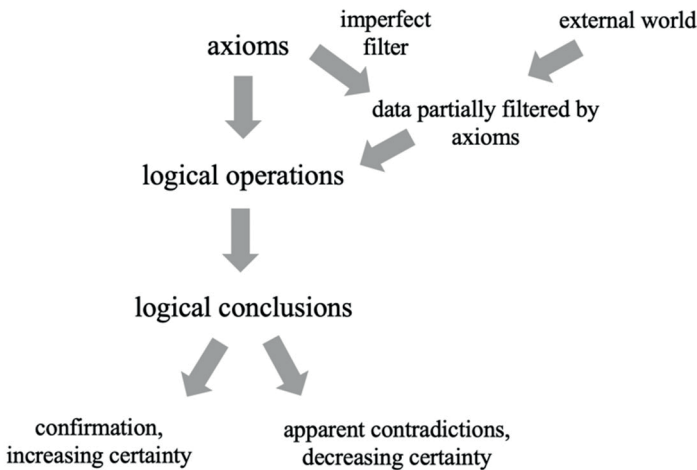 imperfect
filter
external world
axioms
data partially filtered by
axioms
logical operations
logical conclusions
confirmation,
increasing certainty
apparent contradictions,
decreasing certainty